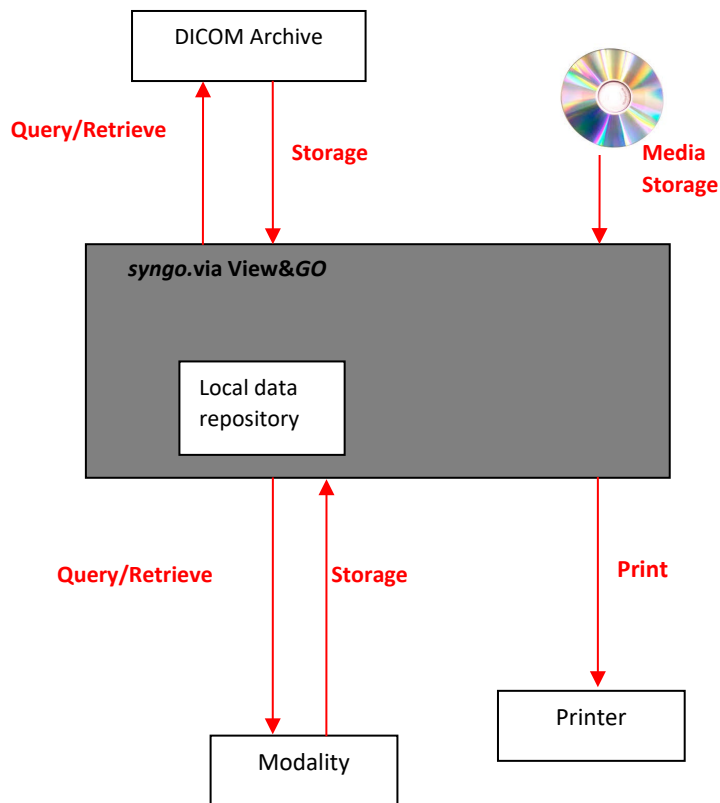 DICOM Archive
Query/Retrieve
Storage
Media
Storage
syngo.via View&GO
Local data
repository
Query/Retrieve
Storage
Print
Printer
Modality